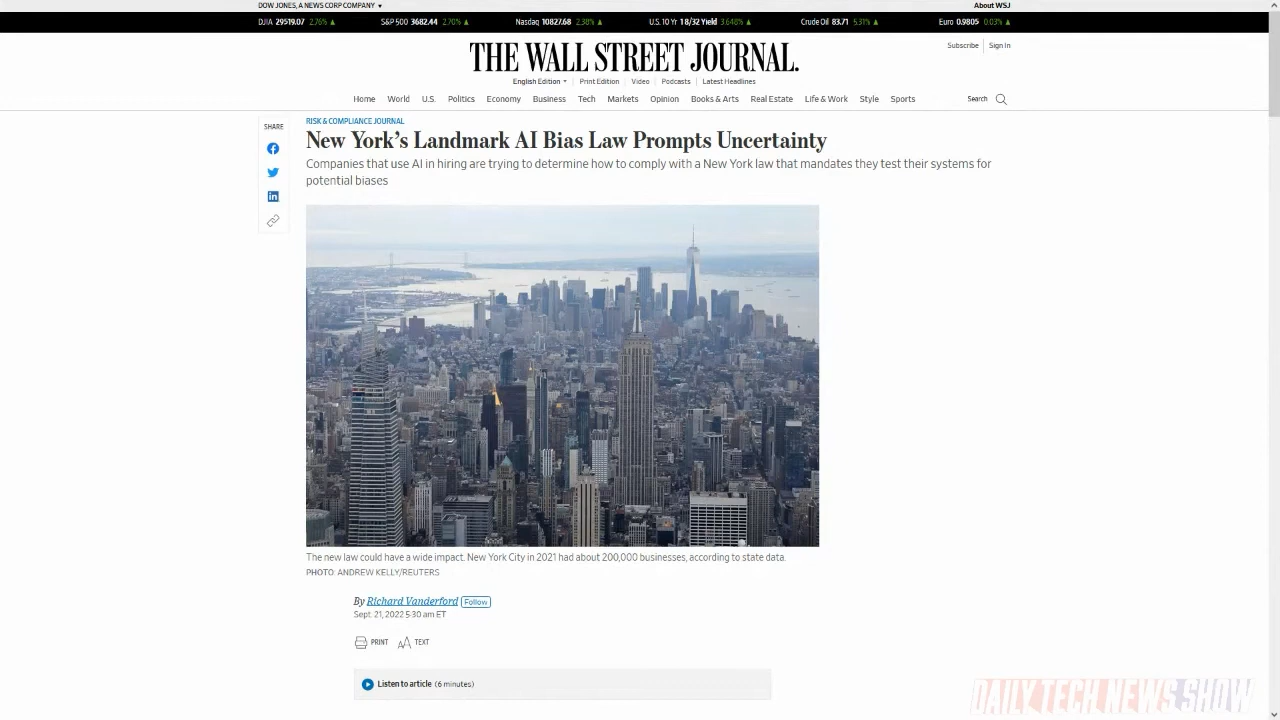 DOW JONES, A NEWS CORP COMPANY
About WSJ
DJIA 29519.07 2.76%
S&P 500 3682.44 2.70%
Nasdaq 10827.68 2.38%
U.S. 10 Yr 1 8/32 Yield 3.648%
Crude Oil 83.71 5.31%
Euro 0.9805 0.03%
THE WALL STREET JOURNAL.
Subscribe
Sign In
English Edition
Print Edition
Video
Podcasts
Latest Headlines
Home
World
U.S.
Politics
Economy
Business
Tech
Markets
Opinion
Books & Arts
Real Estate
Life & Work
Style
Sports
Search
SHARE
RISK & COMPLIANCE JOURNAL
New York's Landmark AI Bias Law Prompts Uncertainty
Companies that use AI in hiring are trying to determine how to comply with a New York law that mandates they test their systems for
potential biases
The new law could have a wide impact. New York City in 2021 had about 200,000 businesses, according to state data.
PHOTO: ANDREW KELLY/REUTERS
By Richard Vanderford Follow
Sept. 21, 2022 5:30 am ET
PRINT
AA TEXT
Listen to article (6 minutes)
DAILY TECH NEWS SHOW